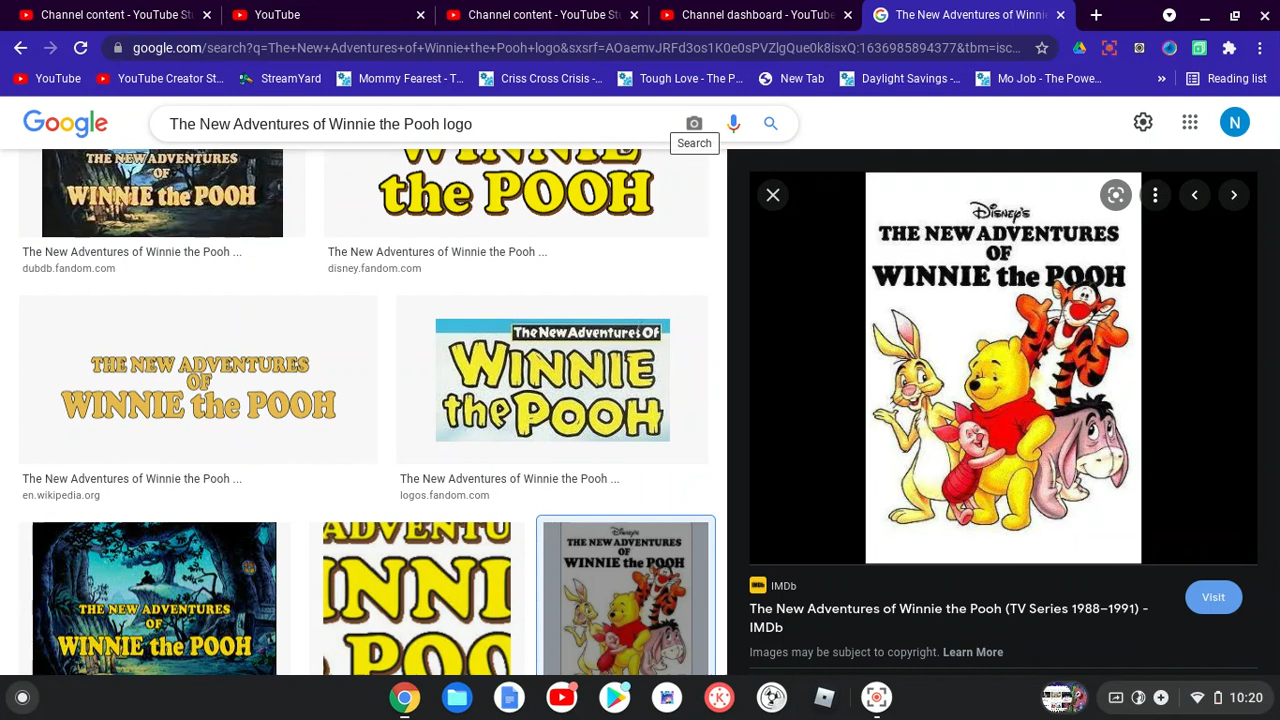 Channel content - YouTube St
YouTube
Channel content - YouTube St
Channel dashboard - YouTube
The New Adventures of Winni
google.com/search?q=The+New+Adventures+of+Winnie+the+Pooh+logo&sxsrf=AOaemvJRFd3os1K0e0sPVZlgQue0k8isxQ:1636985894377&tbm=isc...
YouTube
YouTube Creator St...
StreamYard
Mommy Fearest - T...
Criss Cross Crisis -...
Tough Love - The P...
New Tab
Daylight Savings -...
Mo Job - The Powe...
»
Reading list
Google
The New Adventures of Winnie the Pooh logo
N
Search
THE NEW ADVENTURES
OF
WINNIE the POOH
WINNIE
the POOH
The New Adventures of Winnie the Pooh ...
dubdb.fandom.com
The New Adventures of Winnie the Pooh ...
disney.fandom.com
THE NEW ADVENTURES
OF
WINNIE the POOH
The New Adventures Of
WINNIE
the POOH
The New Adventures of Winnie the Pooh ...
en.wikipedia.org
The New Adventures of Winnie the Pooh ...
logos.fandom.com
THE NEW ADVENTURES
OF
WINNIE the POOH
ADVENTU
OF
INNI
POO
Disney's
THE NEW ADVENTURES
OF
WINNIE the POOH
Disney's
THE NEW ADVENTURES
OF
WINNIE the POOH
IMDb
IMDb
The New Adventures of Winnie the Pooh (TV Series 1988–1991) -
IMDb
Visit
Images may be subject to copyright. Learn More
10:20